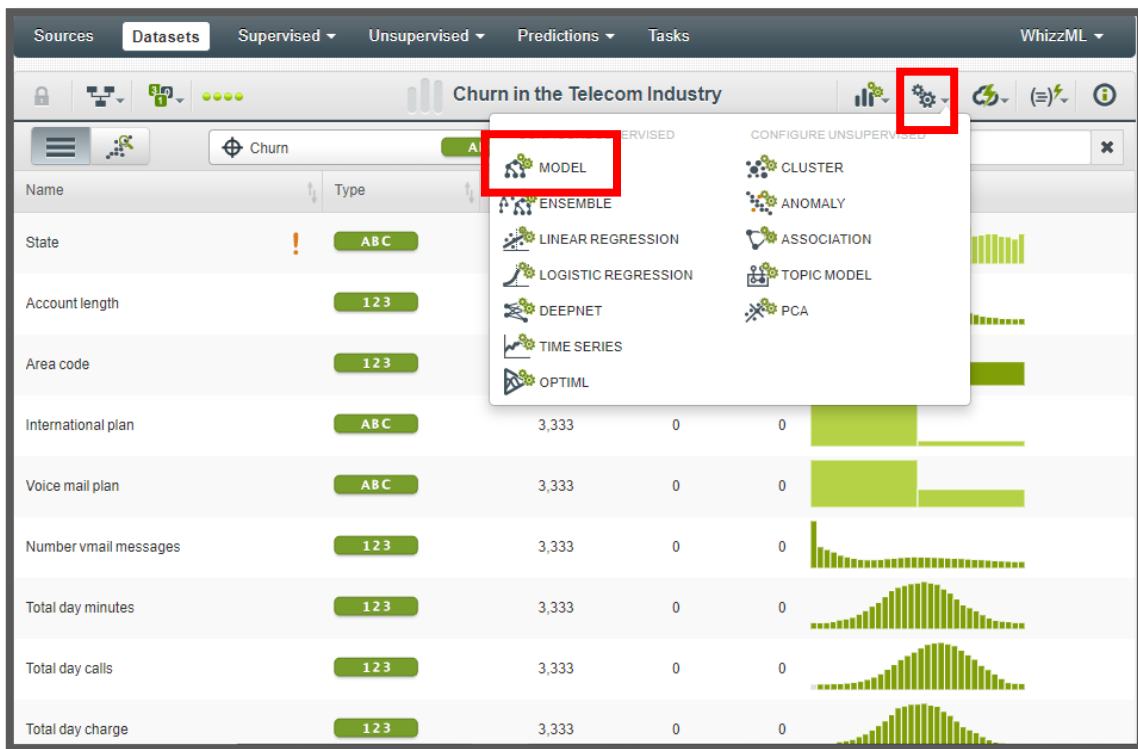 Sources Datasets Supervised Unsupervised Predictions Tasks WhizzML
Churn in the Telecom Industry
Churn
Name Type
CONFIGURE UNSUPERVISED
MODEL CLUSTER
ENSEMBLE ANOMALY
LINEAR REGRESSION ASSOCIATION
LOGISTIC REGRESSION TOPIC MODEL
DEEPNET PCA
TIME SERIES
OPTIML
State ! ABC
Account length 123
Area code 123
International plan ABC 3,333 0 0
Voice mail plan ABC 3,333 0 0
Number vmail messages 123 3,333 0 0
Total day minutes 123 3,333 0 0
Total day calls 123 3,333 0 0
Total day charge 123 3,333 0 0